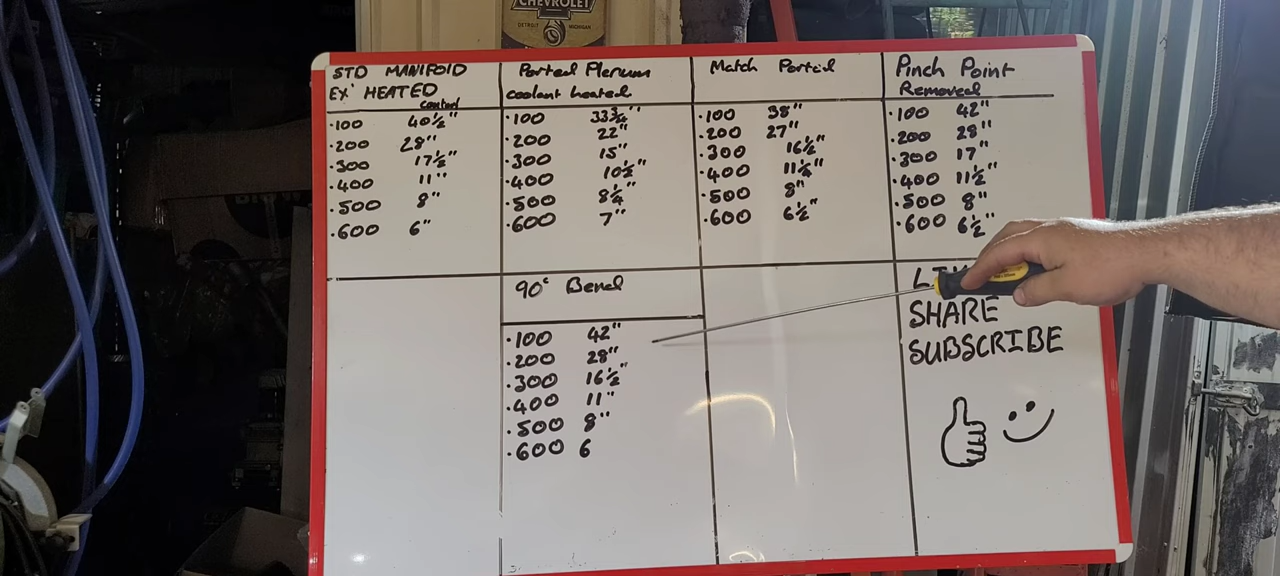 CHEVROLET
DETROIT MICHIGAN
STD MANIFOLD
EX' HEATED
control
.100 40½"
.200 28"
.300 17½"
.400 11"
.500 8"
.600 6"
Ported Plenum
coolant heated
.100 33¾"
.200 22"
.300 15"
.400 10½"
.500 8¼"
.600 7"
Match Ported
.100 38"
.200 27"
.300 16½"
.400 11¼"
.500 8"
.600 6½"
Pinch Point
Removed
.100 42"
.200 28"
.300 17"
.400 11½"
.500 8"
.600 6½"
90° Bend
.100 42"
.200 28"
.300 16½"
.400 11"
.500 8"
.600 6
SHARE
SUBSCRIBE